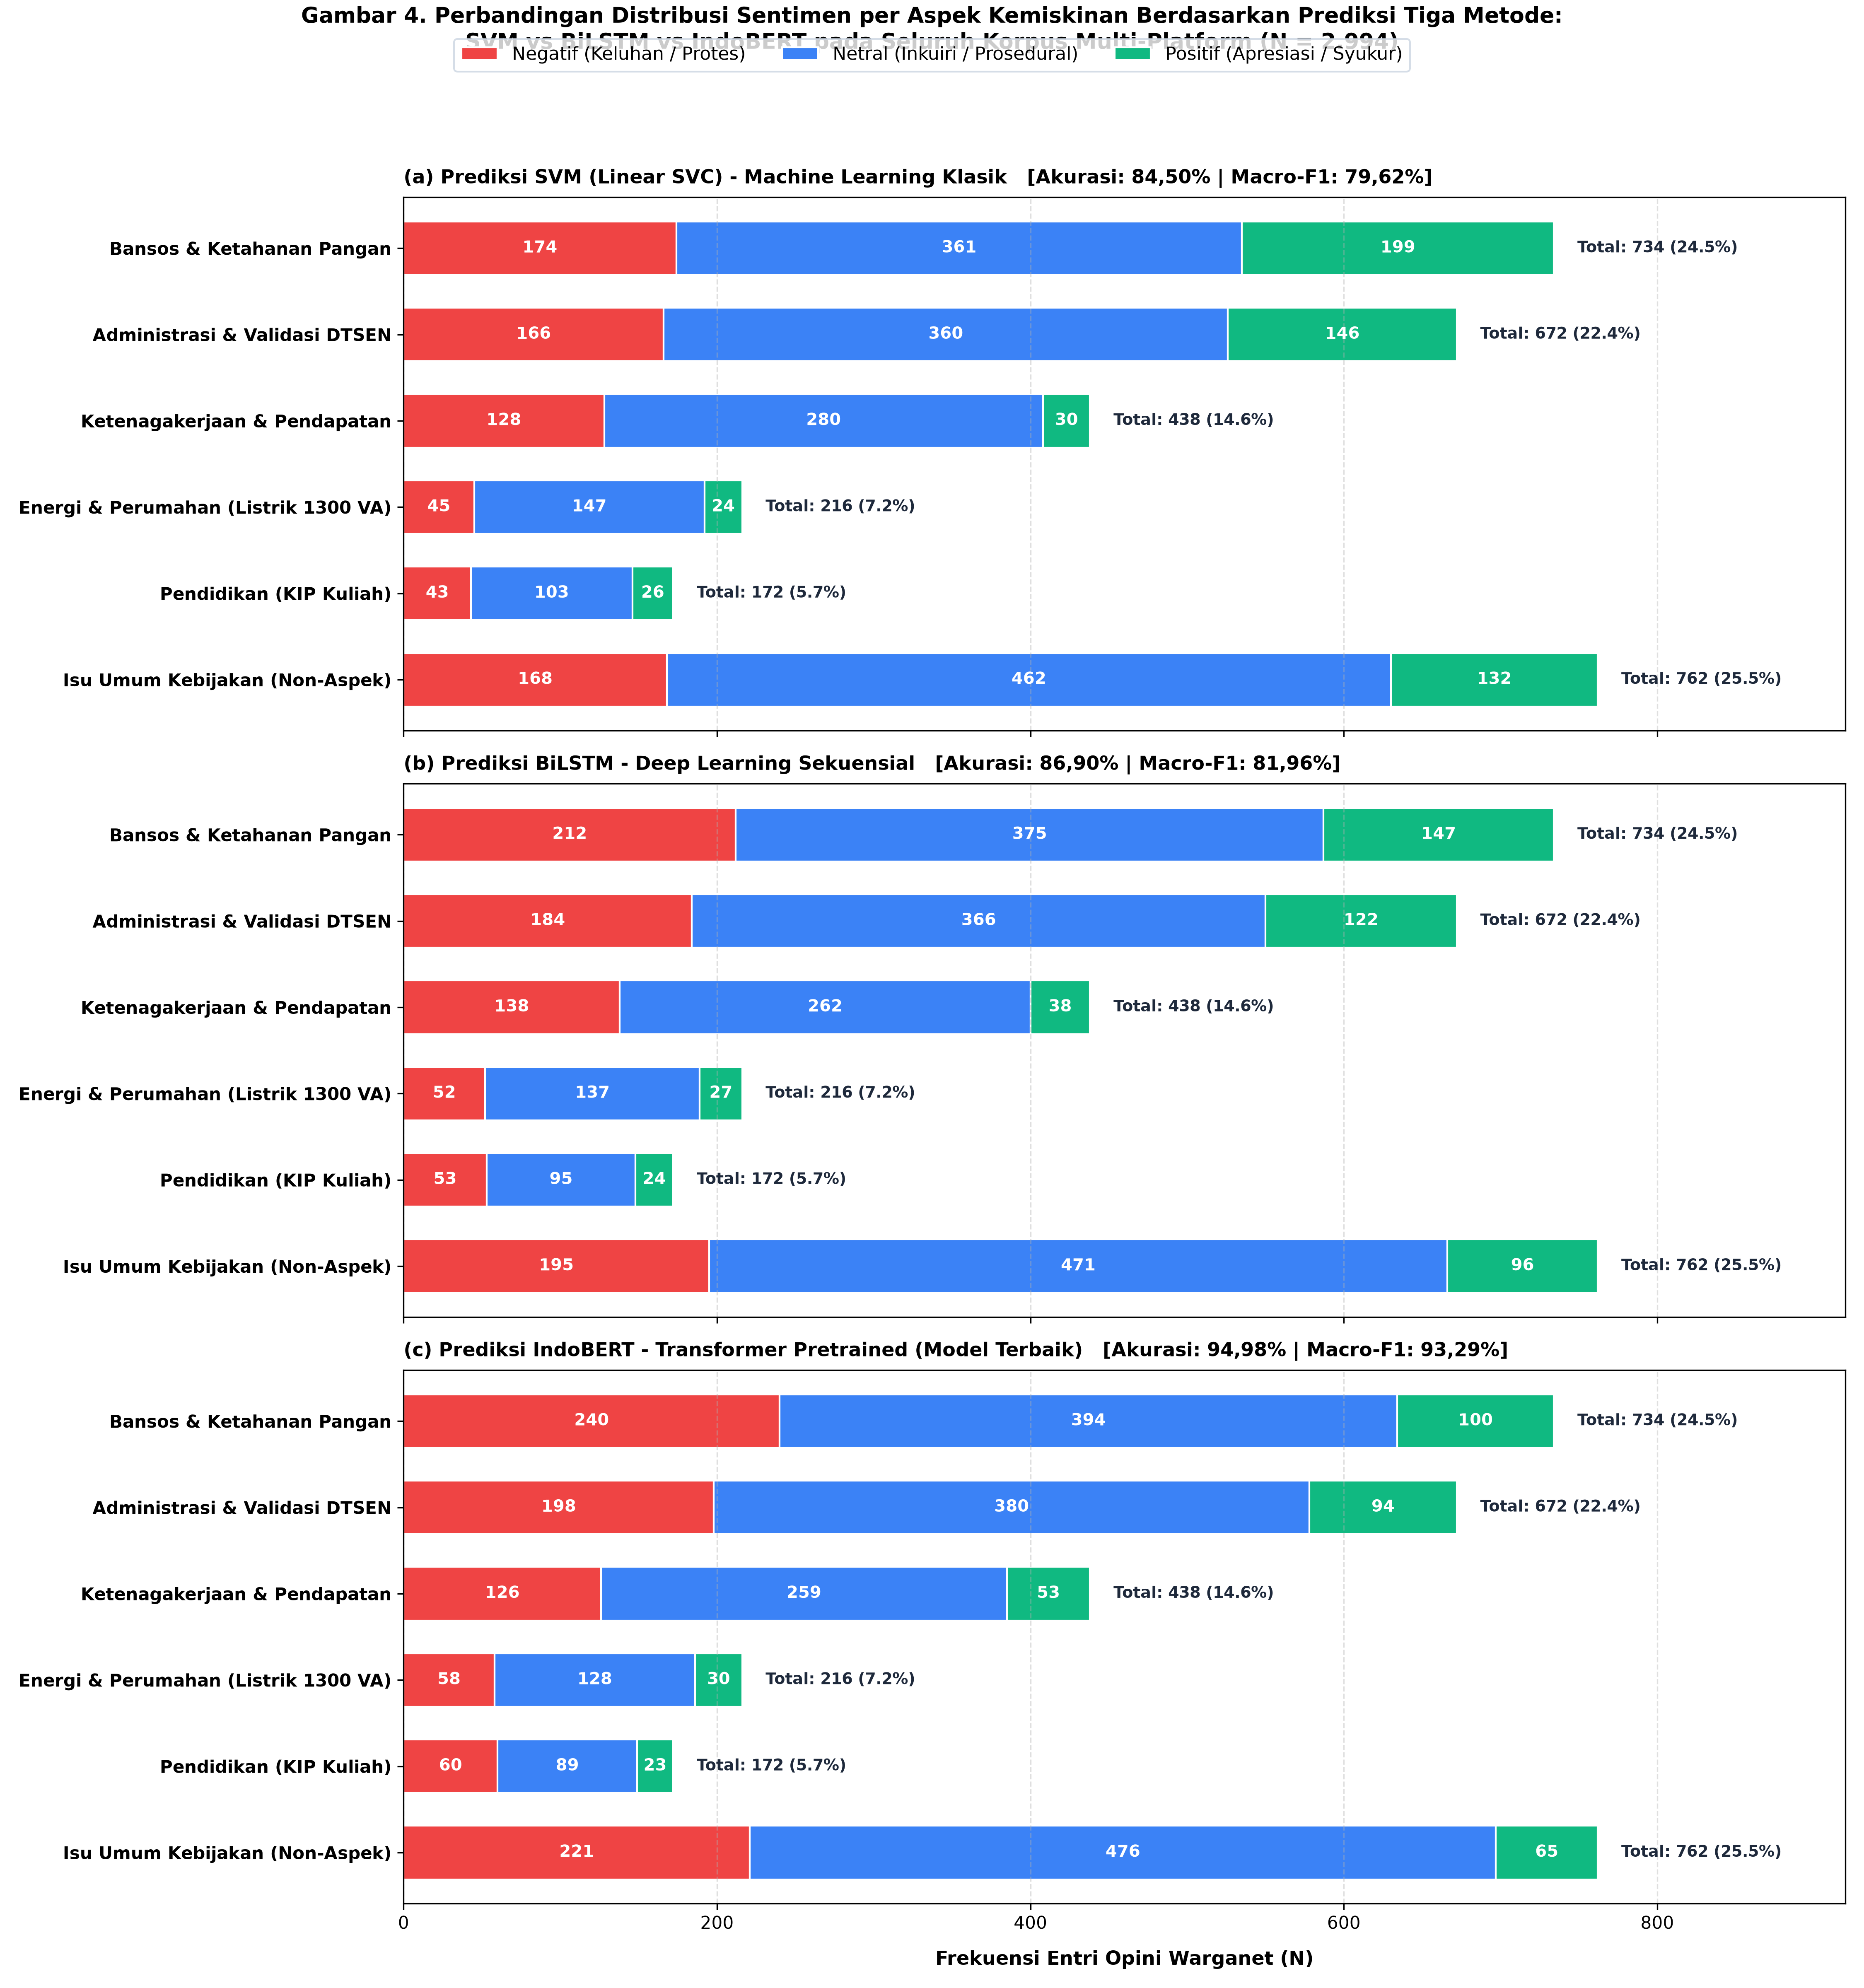 Gambar 4. Perbandingan Distribusi Sentimen per Aspek Kemiskinan Berdasarkan Prediksi Tiga Metode:
SVM vs BiLSTM vs IndoBERT pada Seluruh Korpus Multi-Platform (N = 2.994)
Negatif (Keluhan / Protes) Netral (Inkuiri / Prosedural) Positif (Apresiasi / Syukur)
(a) Prediksi SVM (Linear SVC) - Machine Learning Klasik [Akurasi: 84,50% | Macro-F1: 79,62%]
Bansos & Ketahanan Pangan 174 361 199 Total: 734 (24.5%)
Administrasi & Validasi DTSEN 166 360 146 Total: 672 (22.4%)
Ketenagakerjaan & Pendapatan 128 280 30 Total: 438 (14.6%)
Energi & Perumahan (Listrik 1300 VA) 45 147 24 Total: 216 (7.2%)
Pendidikan (KIP Kuliah) 43 103 26 Total: 172 (5.7%)
Isu Umum Kebijakan (Non-Aspek) 168 462 132 Total: 762 (25.5%)
(b) Prediksi BiLSTM - Deep Learning Sekuensial [Akurasi: 86,90% | Macro-F1: 81,96%]
Bansos & Ketahanan Pangan 212 375 147 Total: 734 (24.5%)
Administrasi & Validasi DTSEN 184 366 122 Total: 672 (22.4%)
Ketenagakerjaan & Pendapatan 138 262 38 Total: 438 (14.6%)
Energi & Perumahan (Listrik 1300 VA) 52 137 27 Total: 216 (7.2%)
Pendidikan (KIP Kuliah) 53 95 24 Total: 172 (5.7%)
Isu Umum Kebijakan (Non-Aspek) 195 471 96 Total: 762 (25.5%)
(c) Prediksi IndoBERT - Transformer Pretrained (Model Terbaik) [Akurasi: 94,98% | Macro-F1: 93,29%]
Bansos & Ketahanan Pangan 240 394 100 Total: 734 (24.5%)
Administrasi & Validasi DTSEN 198 380 94 Total: 672 (22.4%)
Ketenagakerjaan & Pendapatan 126 259 53 Total: 438 (14.6%)
Energi & Perumahan (Listrik 1300 VA) 58 128 30 Total: 216 (7.2%)
Pendidikan (KIP Kuliah) 60 89 23 Total: 172 (5.7%)
Isu Umum Kebijakan (Non-Aspek) 221 476 65 Total: 762 (25.5%)
0 200 400 600 800
Frekuensi Entri Opini Warganet (N)